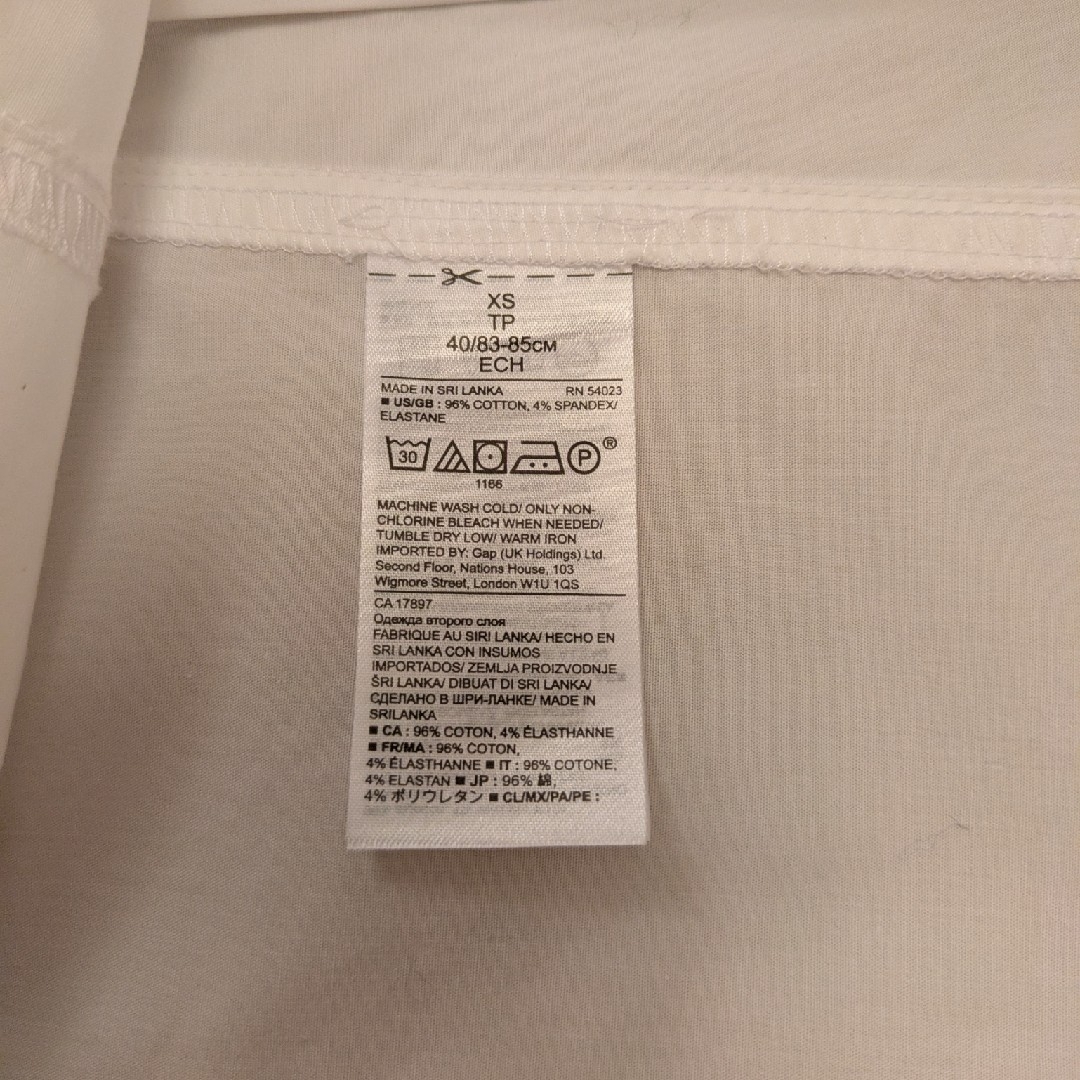 XS
TP
40/83-85CM
ECH
MADE IN SRI LANKA RN 54023
■ US/GB : 96% COTTON, 4% SPANDEX/
ELASTANE
30 P ®
1166
MACHINE WASH COLD/ ONLY NON-
CHLORINE BLEACH WHEN NEEDED/
TUMBLE DRY LOW/ WARM IRON
IMPORTED BY: Gap (UK Holdings) Ltd.
Second Floor, Nations House, 103
Wigmore Street, London W1U 1QS
CA 17897
Одежда второго слоя
FABRIQUE AU SIRI LANKA/ HECHO EN
SRI LANKA CON INSUMOS
IMPORTADOS/ ZEMLJA PROIZVODNJE
ŠRI LANKA/ DIBUAT DI SRI LANKA/
СДЕЛАНО В ШРИ-ЛАНКЕ/ MADE IN
SRILANKA
■ CA : 96% COTON, 4% ÉLASTHANNE
■ FR/MA : 96% COTON,
4% ÉLASTHANNE ■ IT : 96% COTONE,
4% ELASTAN ■ JP : 96% 綿,
4% ポリウレタン ■ CL/MX/PA/PE :